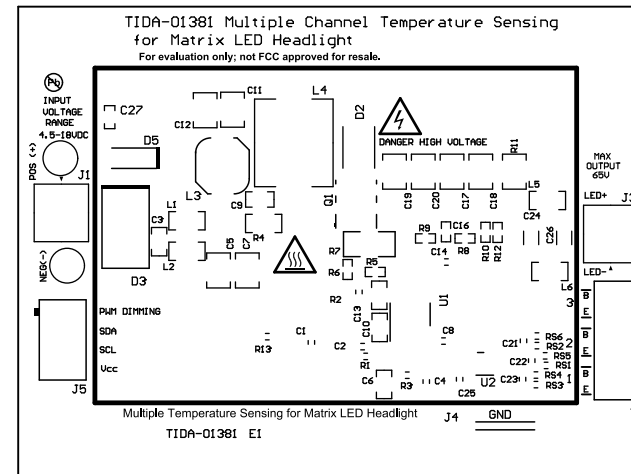 TIDA-01381 Multiple Channel Temperature Sensing
for Matrix LED Headlight
For evaluation only; not FCC approved for resale.
Pb
INPUT
VOLTAGE
RANGE
4.5-18VDC
POS (+)
J1
NEG(-)
C27
D5
C11
C12
L4
D2
DANGER HIGH VOLTAGE
R11
MAX
OUTPUT
65V
LED+
J3
L3
L1
C3
L2
D3
C9
R4
C5
C7
Q1
R7
R6
R5
C19
C20
C17
C18
L5
C24
R9
C16
R8
C14
R10
R12
C26
LED-
L6
3
B
E
PWM DIMMING
SDA
SCL
Vcc
J5
R2
C13
C10
U1
R13
C1
C2
R1
C8
C6
R3
C4
C25
U2
C21
RS6
RS2
2
B
E
C22
RS5
RS1
C23
RS4
RS3
1
B
E
Multiple Temperature Sensing for Matrix LED Headlight
J4
GND
TIDA-01381 E1